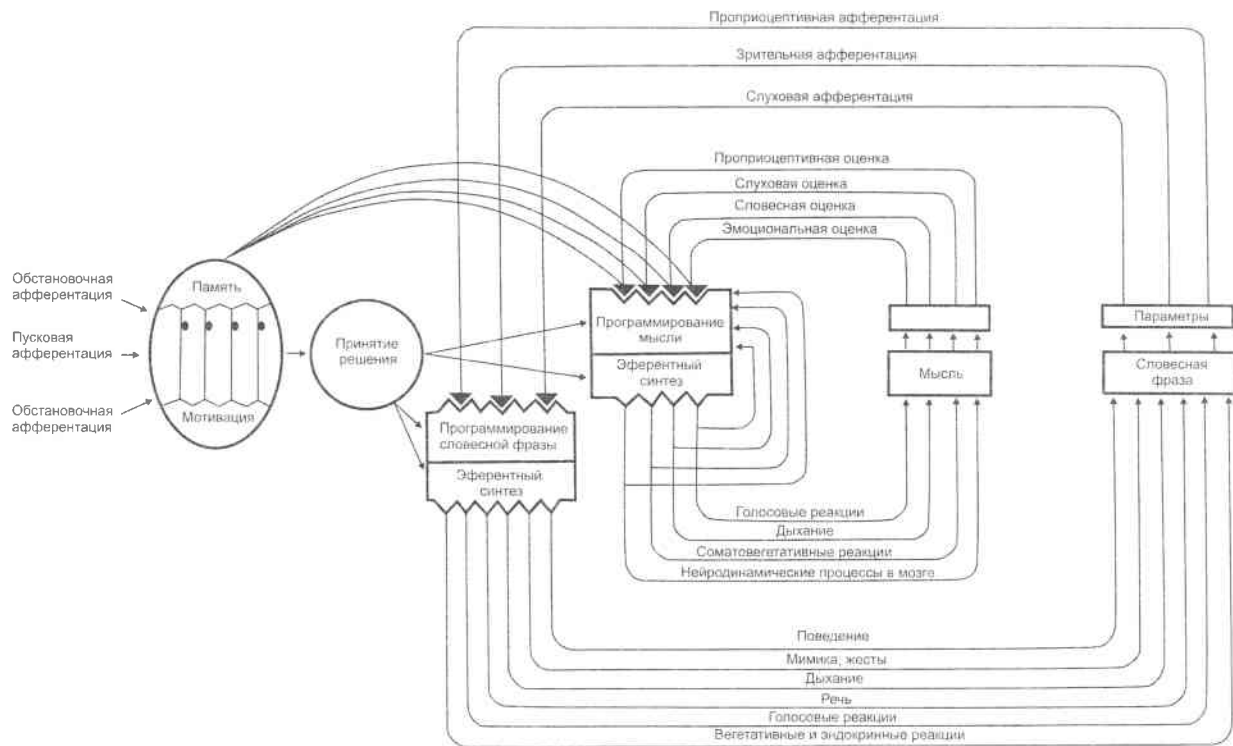 Проприоцептивная афферентация
Зрительная афферентация
Слуховая афферентация
Проприоцептивная оценка
Слуховая оценка
Словесная оценка
Эмоциональная оценка
Обстановочная
афферентация
Пусковая
афферентация
Обстановочная
афферентация
Память
Мотивация
Принятие
решения
Программирование
мысли
Эферентный
синтез
Программирование
словесной фразы
Эферентный
синтез
Мысль
Параметры
Словесная
фраза
Голосовые реакции
Дыхание
Соматовегетативные реакции
Нейродинамические процессы в мозге
Поведение
Мимика, жесты
Дыхание
Речь
Голосовые реакции
Вегетативные и эндокринные реакции